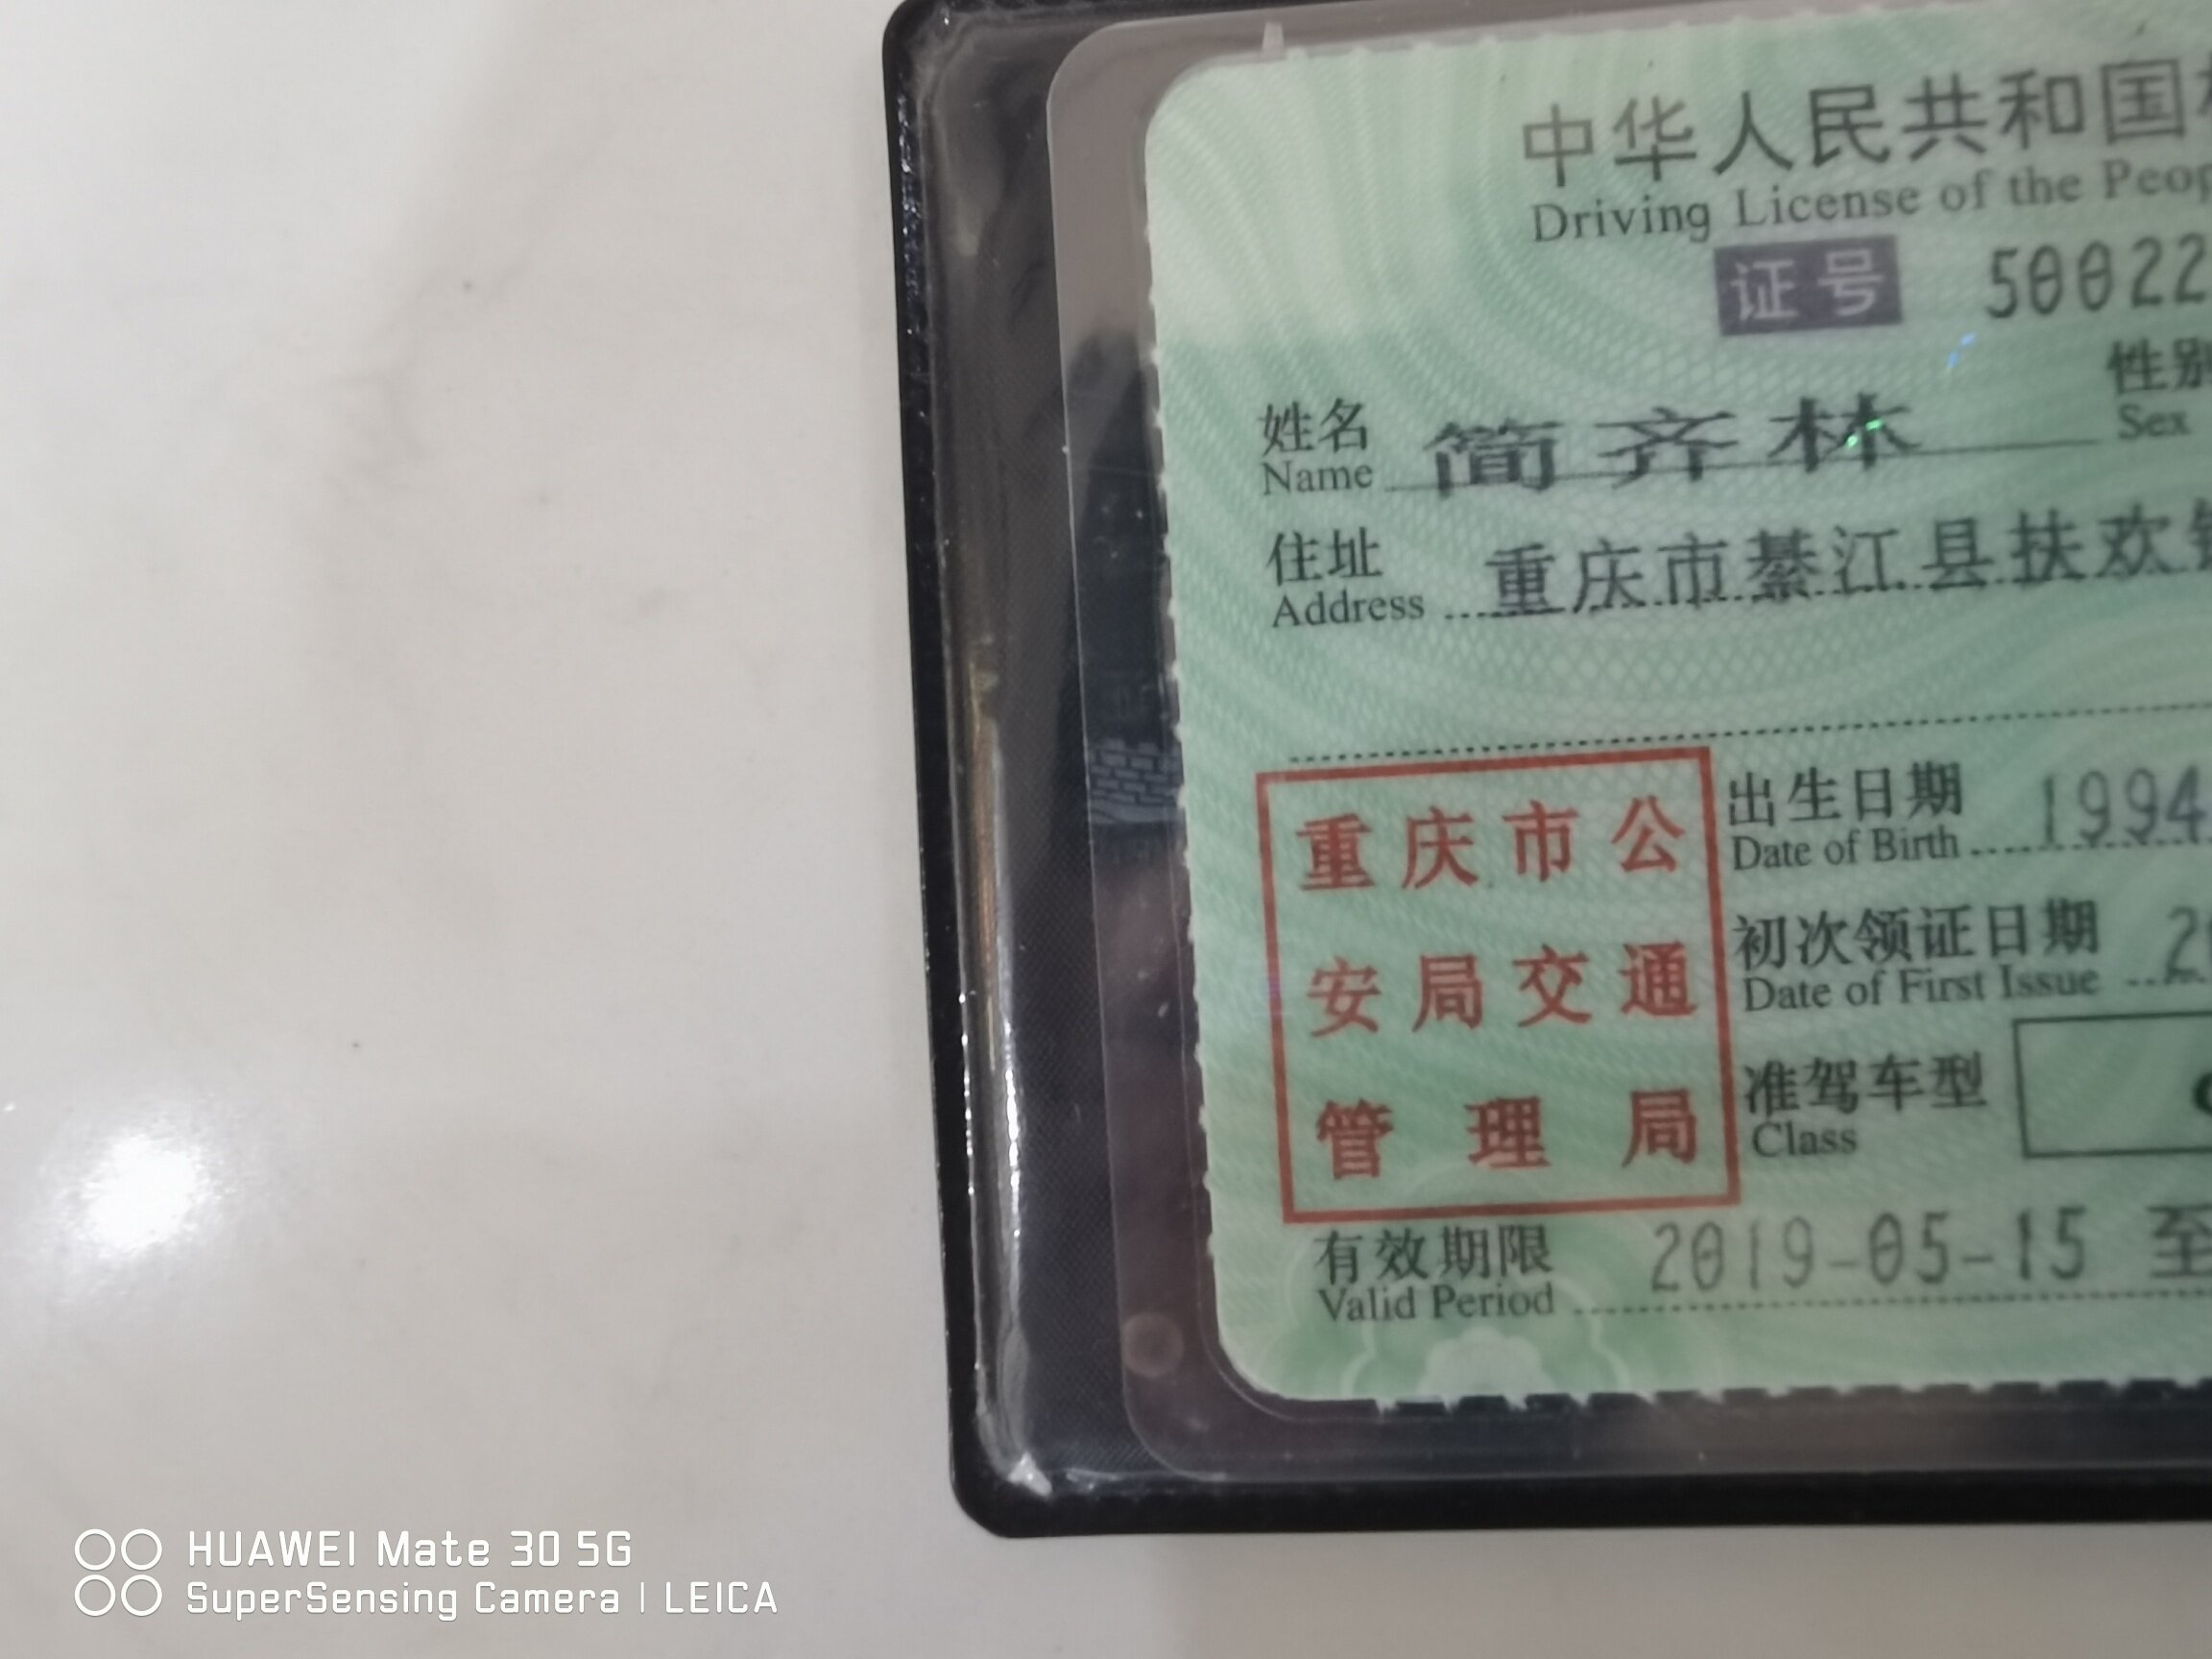 中华人民共和国
Driving License of the Peop
证号 50022
性别
姓名 简齐林
Sex
Name
住址 重庆市綦江县扶欢
Address
重庆市公
安局交通
管理局
出生日期 1994
Date of Birth
初次领证日期 2
Date of First Issue
准驾车型
Class
有效期限 2019-05-15 至
Valid Period
HUAWEI Mate 30 5G
SuperSensing Camera | LEICA